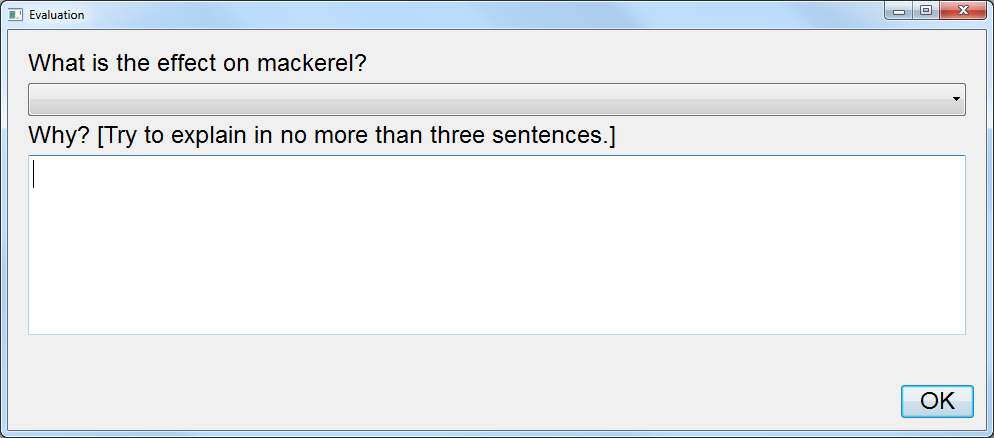 Evaluation
What is the effect on mackerel?
Why? [Try to explain in no more than three sentences.]
OK